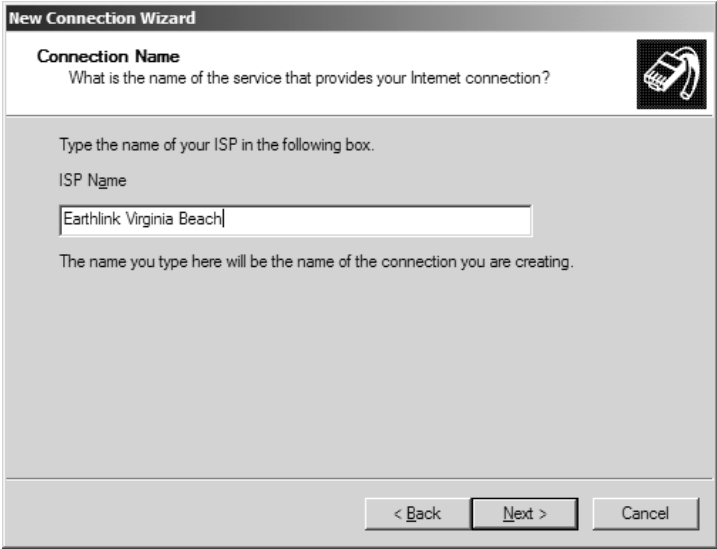 New Connection Wizard
Connection Name
What is the name of the service that provides your Internet connection?
Type the name of your ISP in the following box.
ISP Name
Earthlink Virginia Beach
The name you type here will be the name of the connection you are creating.
< Back Next > Cancel